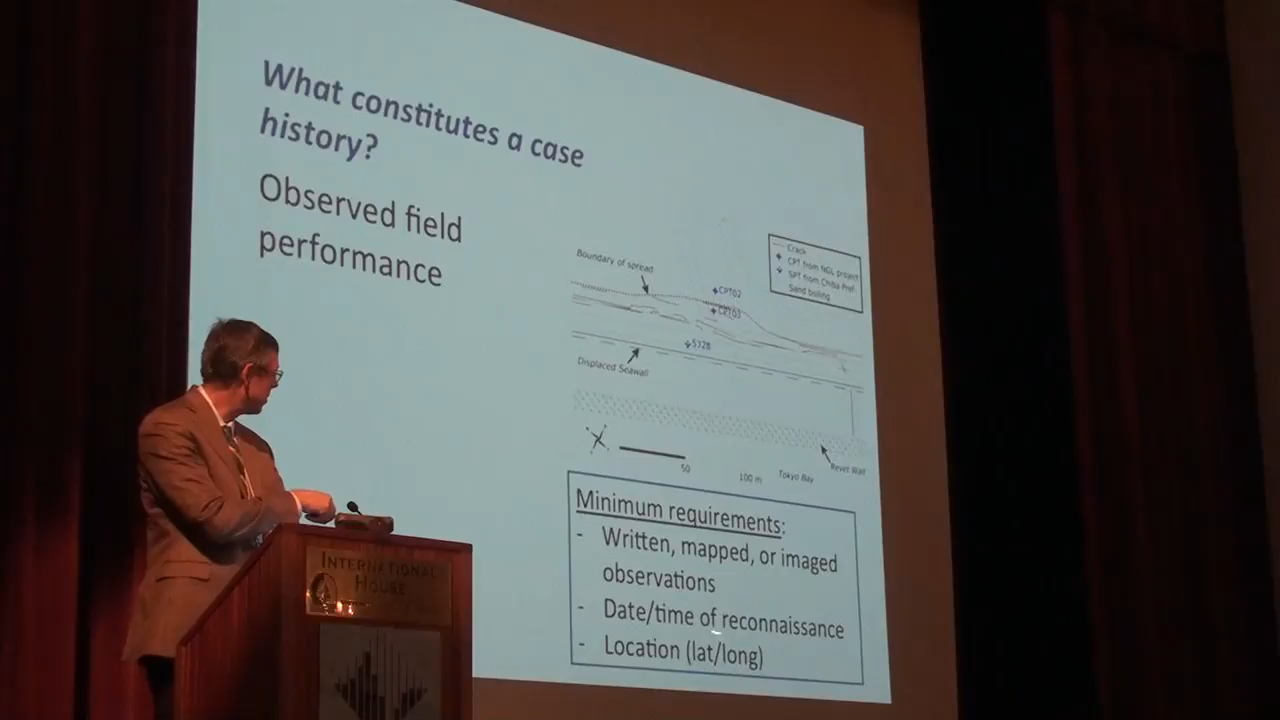 What constitutes a case
history?
Observed field
performance
Boundary of spread
Crack
CPT from NGL project
SPT from Chiba Pref.
Sand boiling
CPT02
CPT03
S328
Displaced Seawall
50
100 m
Tokyo Bay
Revet Wall
Minimum requirements:
- Written, mapped, or imaged
observations
- Date/time of reconnaissance
- Location (lat/long)
INTERNATIONAL
HOUSE